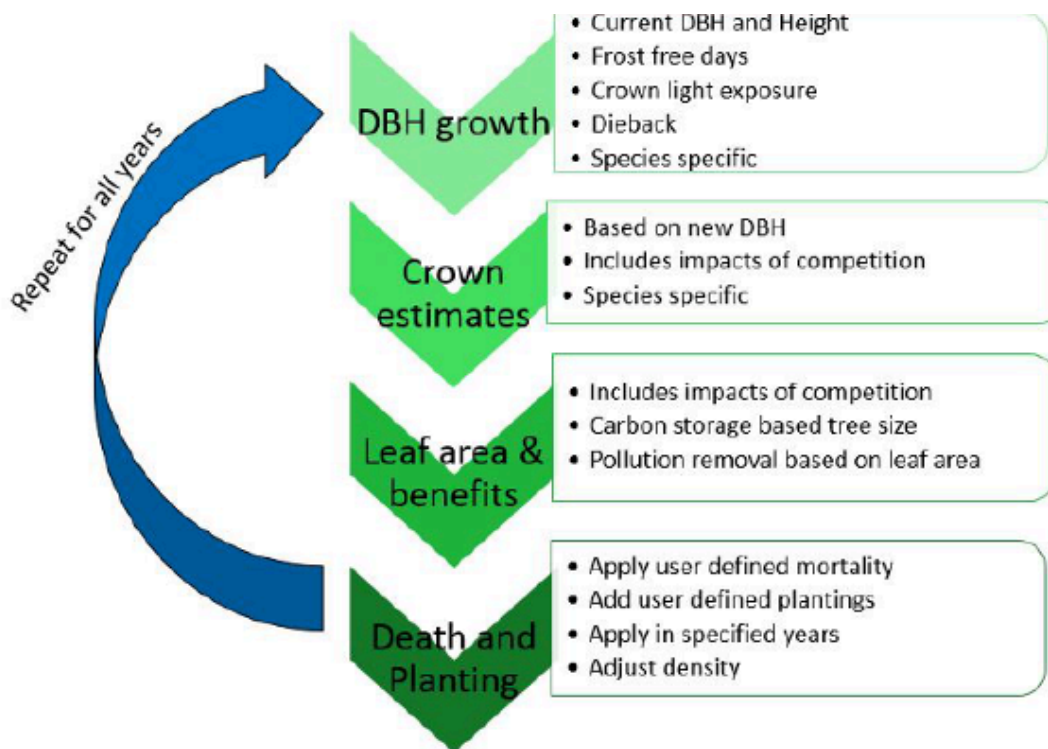 Repeat for all years
DBH growth
• Current DBH and Height
• Frost free days
• Crown light exposure
• Dieback
• Species specific
Crown
estimates
• Based on new DBH
• Includes impacts of competition
• Species specific
Leaf area &
benefits
• Includes impacts of competition
• Carbon storage based tree size
• Pollution removal based on leaf area
Death and
Planting
• Apply user defined mortality
• Add user defined plantings
• Apply in specified years
• Adjust density